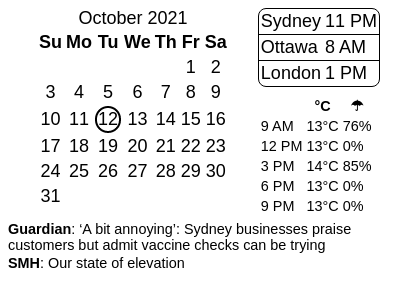 October 2021
Su Mo Tu We Th Fr Sa
1 2
3 4 5 6 7 8 9
10 11 12 13 14 15 16
17 18 19 20 21 22 23
24 25 26 27 28 29 30
31
Sydney 11 PM
Ottawa 8 AM
London 1 PM
°C ☂
9 AM 13°C 76%
12 PM 13°C 0%
3 PM 14°C 85%
6 PM 13°C 0%
9 PM 13°C 0%
Guardian: ‘A bit annoying’: Sydney businesses praise
customers but admit vaccine checks can be trying
SMH: Our state of elevation